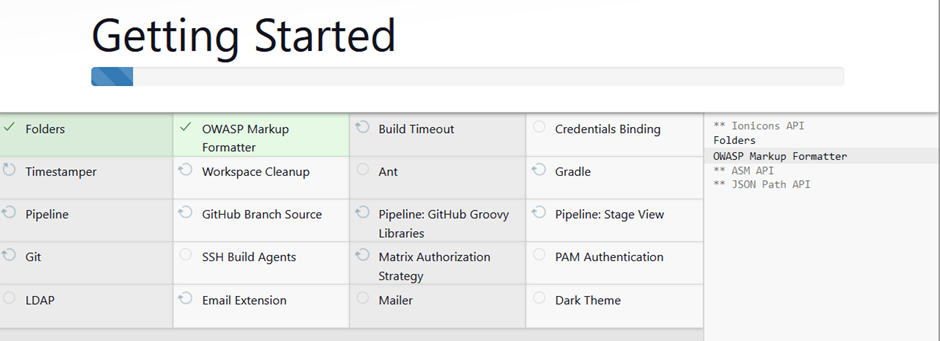 Getting Started
Folders
OWASP Markup
Formatter
Build Timeout
Credentials Binding
Timestamper
Workspace Cleanup
Ant
Gradle
Pipeline
GitHub Branch Source
Pipeline: GitHub Groovy
Libraries
Pipeline: Stage View
Git
SSH Build Agents
Matrix Authorization
Strategy
PAM Authentication
LDAP
Email Extension
Mailer
Dark Theme
** Ionicons API
Folders
OWASP Markup Formatter
** ASM API
** JSON Path API